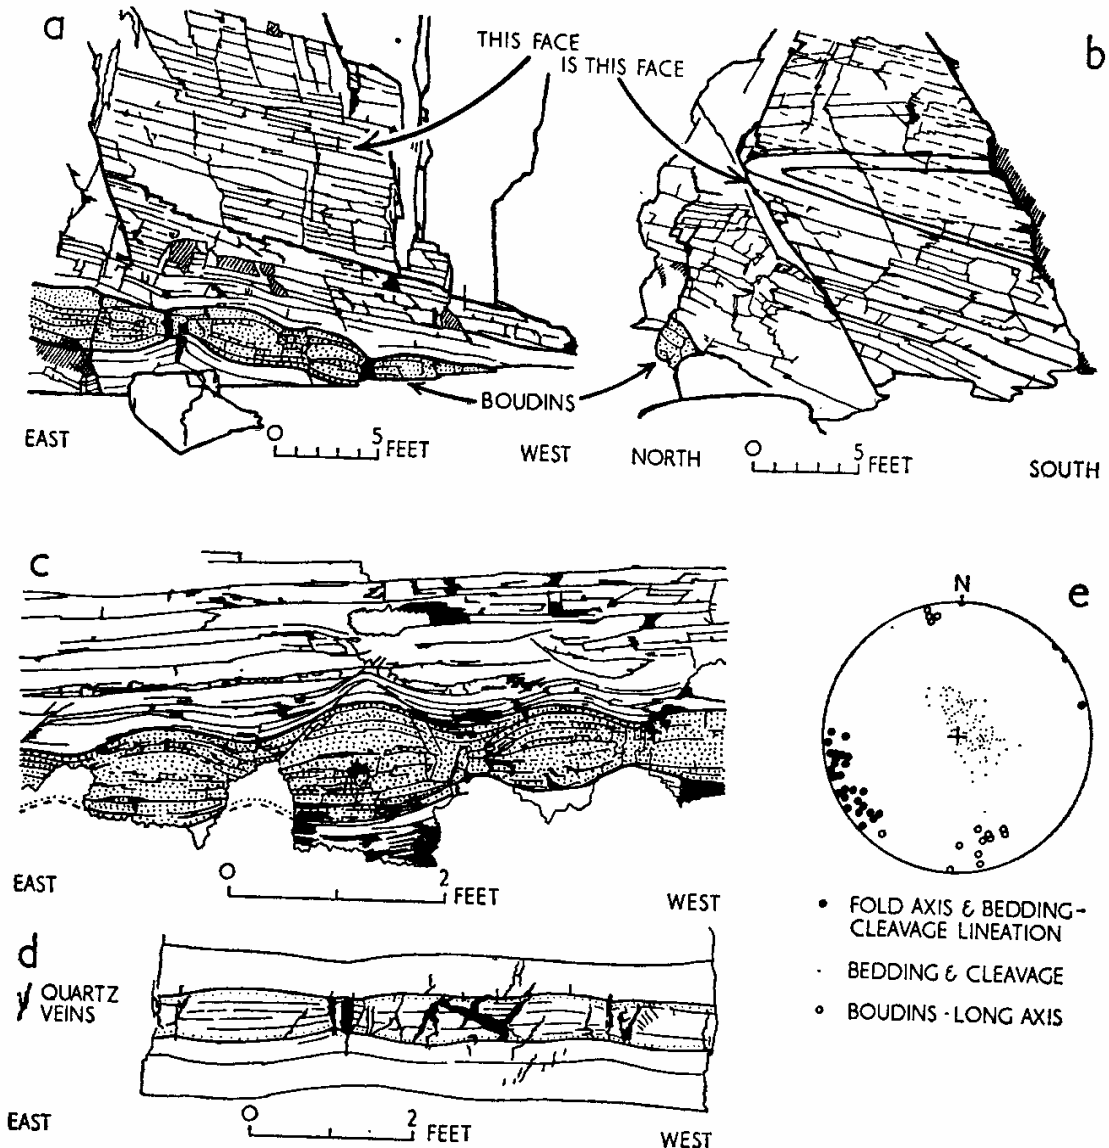 a
THIS FACE
IS THIS FACE
b
BOUDINS
EAST
0 5 FEET
WEST
NORTH
0 5 FEET
SOUTH
c
EAST
0 2 FEET
WEST
N
e
• FOLD AXIS & BEDDING-
CLEAVAGE LINEATION
· BEDDING & CLEAVAGE
o BOUDINS - LONG AXIS
d
QUARTZ
VEINS
EAST
0 2 FEET
WEST